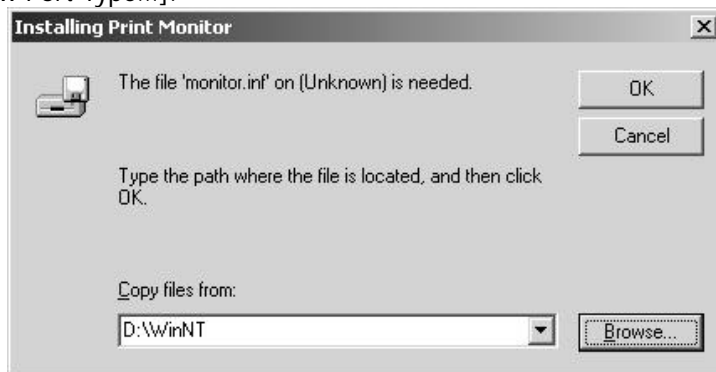 Installing Print Monitor
The file 'monitor.inf' on (Unknown) is needed.
OK
Cancel
Type the path where the file is located, and then click
OK.
Copy files from:
D:\WinNT
Browse...